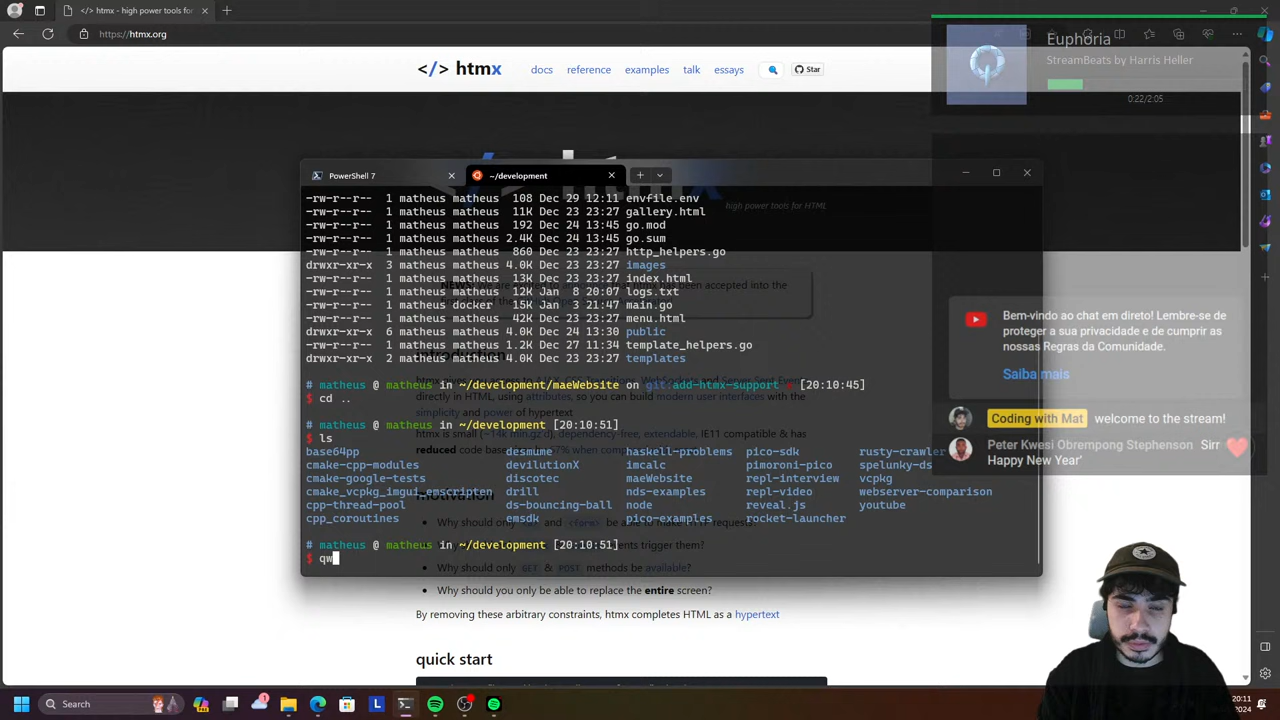 </> htmx - high power tools for
https://htmx.org
</> htmx
docs
reference
examples
talk
essays
Star
Euphoria
StreamBeats by Harris Heller
0:22/2:05
high power tools for HTML
PowerShell 7
~/development
-rw-r--r-- 1 matheus matheus 108 Dec 29 12:11 envfile.env
-rw-r--r-- 1 matheus matheus 11K Dec 23 23:27 gallery.html
-rw-r--r-- 1 matheus matheus 192 Dec 24 13:45 go.mod
-rw-r--r-- 1 matheus matheus 2.4K Dec 24 13:45 go.sum
-rw-r--r-- 1 matheus matheus 860 Dec 23 23:27 http_helpers.go
drwxr-xr-x 3 matheus matheus 4.0K Dec 23 23:27 images
-rw-r--r-- 1 matheus matheus 13K Dec 23 23:27 index.html
-rw-r--r-- 1 matheus matheus 12K Jan 8 20:07 logs.txt
-rw-r--r-- 1 matheus docker 15K Jan 3 21:47 main.go
-rw-r--r-- 1 matheus matheus 42K Dec 23 23:27 menu.html
drwxr-xr-x 6 matheus matheus 4.0K Dec 24 13:30 public
-rw-r--r-- 1 matheus matheus 1.2K Dec 27 11:34 template_helpers.go
drwxr-xr-x 2 matheus matheus 4.0K Dec 23 23:27 templates
# matheus @ matheus in ~/development/maeWebsite on git:add-htmx-support [20:10:45]
$ cd ..
# matheus @ matheus in ~/development [20:10:51]
$ ls
base64pp desmume haskell-problems pico-sdk rusty-crawler
cmake-cpp-modules devilutionX imcalc pimoroni-pico spelunky-ds
cmake-google-tests discotec maeWebsite repl-interview vcpkg
cmake_vcpkg_imgui_emscripten drill nds-examples repl-video webserver-comparison
cpp-thread-pool ds-bouncing-ball node reveal.js youtube
cpp_coroutines emsdk pico-examples rocket-launcher
# matheus @ matheus in ~/development [20:10:51]
$ qw
Why should you only be able to replace the entire screen?
By removing these arbitrary constraints, htmx completes HTML as a hypertext
quick start
Bem-vindo ao chat em direto! Lembre-se de
proteger a sua privacidade e de cumprir as
nossas Regras da Comunidade.
Saiba mais
Coding with Mat welcome to the stream!
Peter Kwesi Obrempong Stephenson Sirr
Happy New Year'
Search
20:11